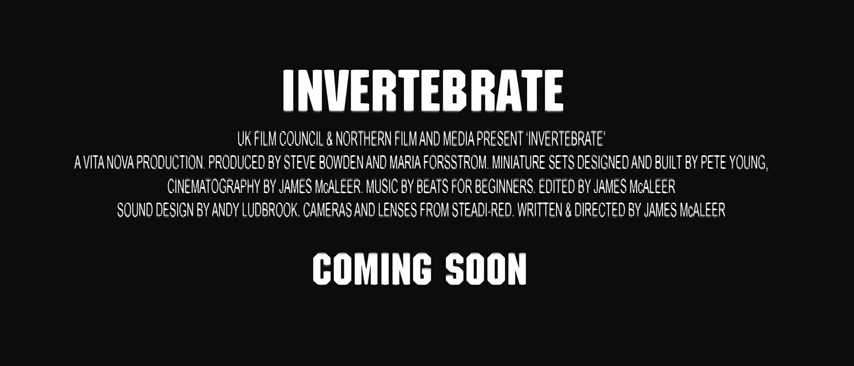 INVERTEBRATE
UK FILM COUNCIL & NORTHERN FILM AND MEDIA PRESENT ‘INVERTEBRATE’
A VITA NOVA PRODUCTION. PRODUCED BY STEVE BOWDEN AND MARIA FORSSTROM. MINIATURE SETS DESIGNED AND BUILT BY PETE YOUNG,
CINEMATOGRAPHY BY JAMES McALEER. MUSIC BY BEATS FOR BEGINNERS. EDITED BY JAMES McALEER
SOUND DESIGN BY ANDY LUDBROOK. CAMERAS AND LENSES FROM STEADI-RED. WRITTEN & DIRECTED BY JAMES McALEER
COMING SOON